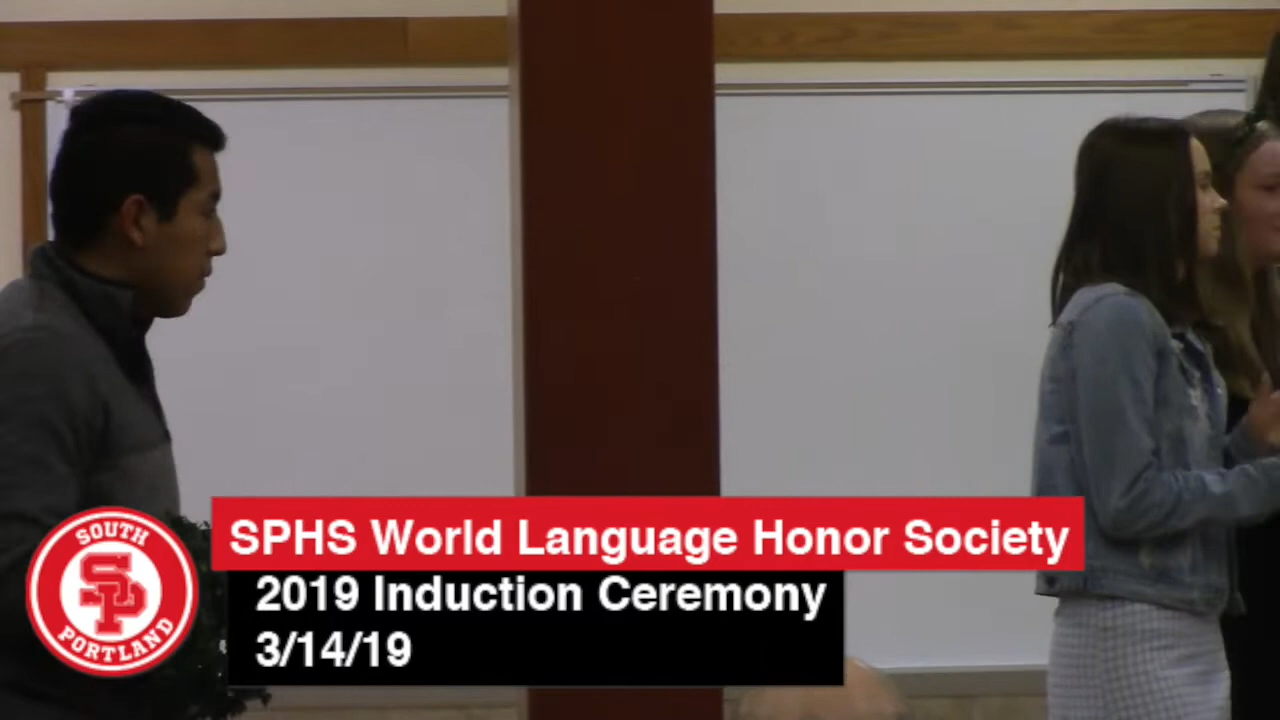 SPHS World Language Honor Society
2019 Induction Ceremony
3/14/19
SOUTH
SP
PORTLAND